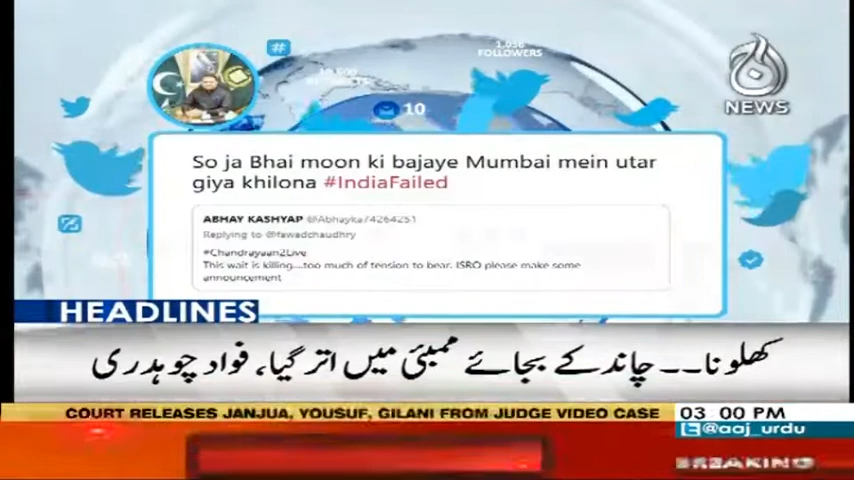 1,056
FOLLOWERS
10
NEWS
So ja Bhai moon ki bajaye Mumbai mein utar
giya khilona #IndiaFailed
ABHAY KASHYAP @Abhayka74264251
Replying to @fawadchaudhry
#Chandrayaan2Live
This wait is killing....too much of tension to bear. ISRO please make some
announcement
HEADLINES
کھلونا۔۔ چاند کے بجائے ممبئی میں اتر گیا، فواد چوہدری
COURT RELEASES JANJUA, YOUSUF, GILANI FROM JUDGE VIDEO CASE
03:00 PM
@aaj_urdu
BREAKING